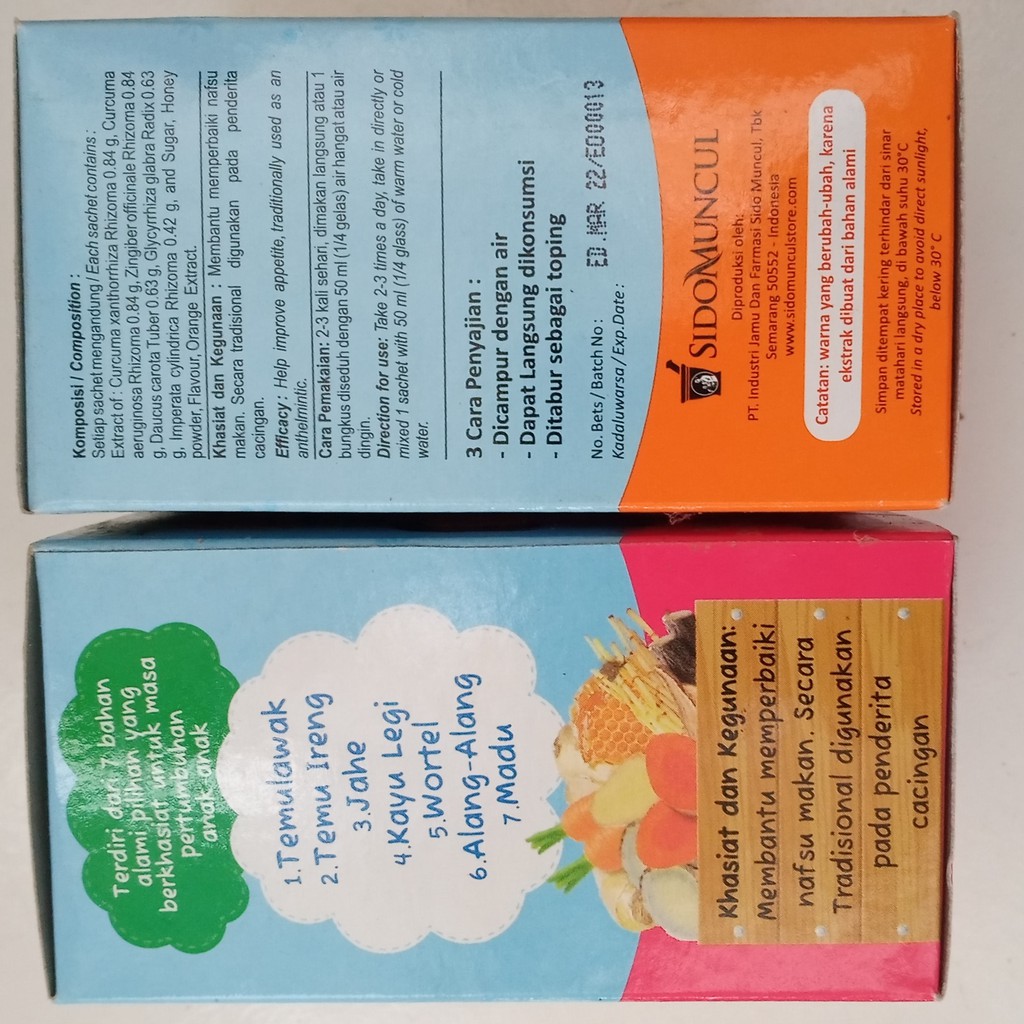 Komposisi / Composition :
Setiap sachet mengandung / Each sachet contains :
Extract of : Curcuma xanthorrhiza Rhizoma 0.84 g, Curcuma
aeruginosa Rhizoma 0.84 g, Zingiber officinale Rhizoma 0.84
g, Daucus carota Tuber 0.63 g, Glycyrrhiza glabra Radix 0.63
g, Imperata cylindrica Rhizoma 0.42 g, and Sugar, Honey
powder, Flavour, Orange Extract.
Khasiat dan Kegunaan : Membantu memperbaiki nafsu
makan. Secara tradisional digunakan pada penderita
cacingan.
Efficacy : Help improve appetite, traditionally used as an
anthelmintic.
Cara Pemakaian: 2-3 kali sehari, dimakan langsung atau 1
bungkus diseduh dengan 50 ml (1/4 gelas) air hangat atau air
dingin.
Direction for use: Take 2-3 times a day, take in directly or
mixed 1 sachet with 50 ml (1/4 glass) of warm water or cold
water.
3 Cara Penyajian :
- Dicampur dengan air
- Dapat Langsung dikonsumsi
- Ditabur sebagai toping
No. Bets / Batch No :
Kadaluwarsa / Exp.Date :
ED.MAR 22/E000013
SIDOMUNCUL
Diproduksi oleh:
PT. Industri Jamu Dan Farmasi Sido Muncul, Tbk
Semarang 50552 - Indonesia
www.sidomunculstore.com
Catatan: warna yang berubah-ubah, karena
ekstrak dibuat dari bahan alami
Simpan ditempat kering terhindar dari sinar
matahari langsung, di bawah suhu 30°C
Stored in a dry place to avoid direct sunlight,
below 30° C
Terdiri dari 7 bahan
alami pilihan yang
berkhasiat untuk masa
pertumbuhan
anak-anak
1.Temulawak
2.Temu Ireng
3.Jahe
4.Kayu Legi
5.Wortel
6.Alang-Alang
7.Madu
Khasiat dan Kegunaan:
Membantu memperbaiki
nafsu makan. Secara
Tradisional digunakan
pada penderita
cacingan